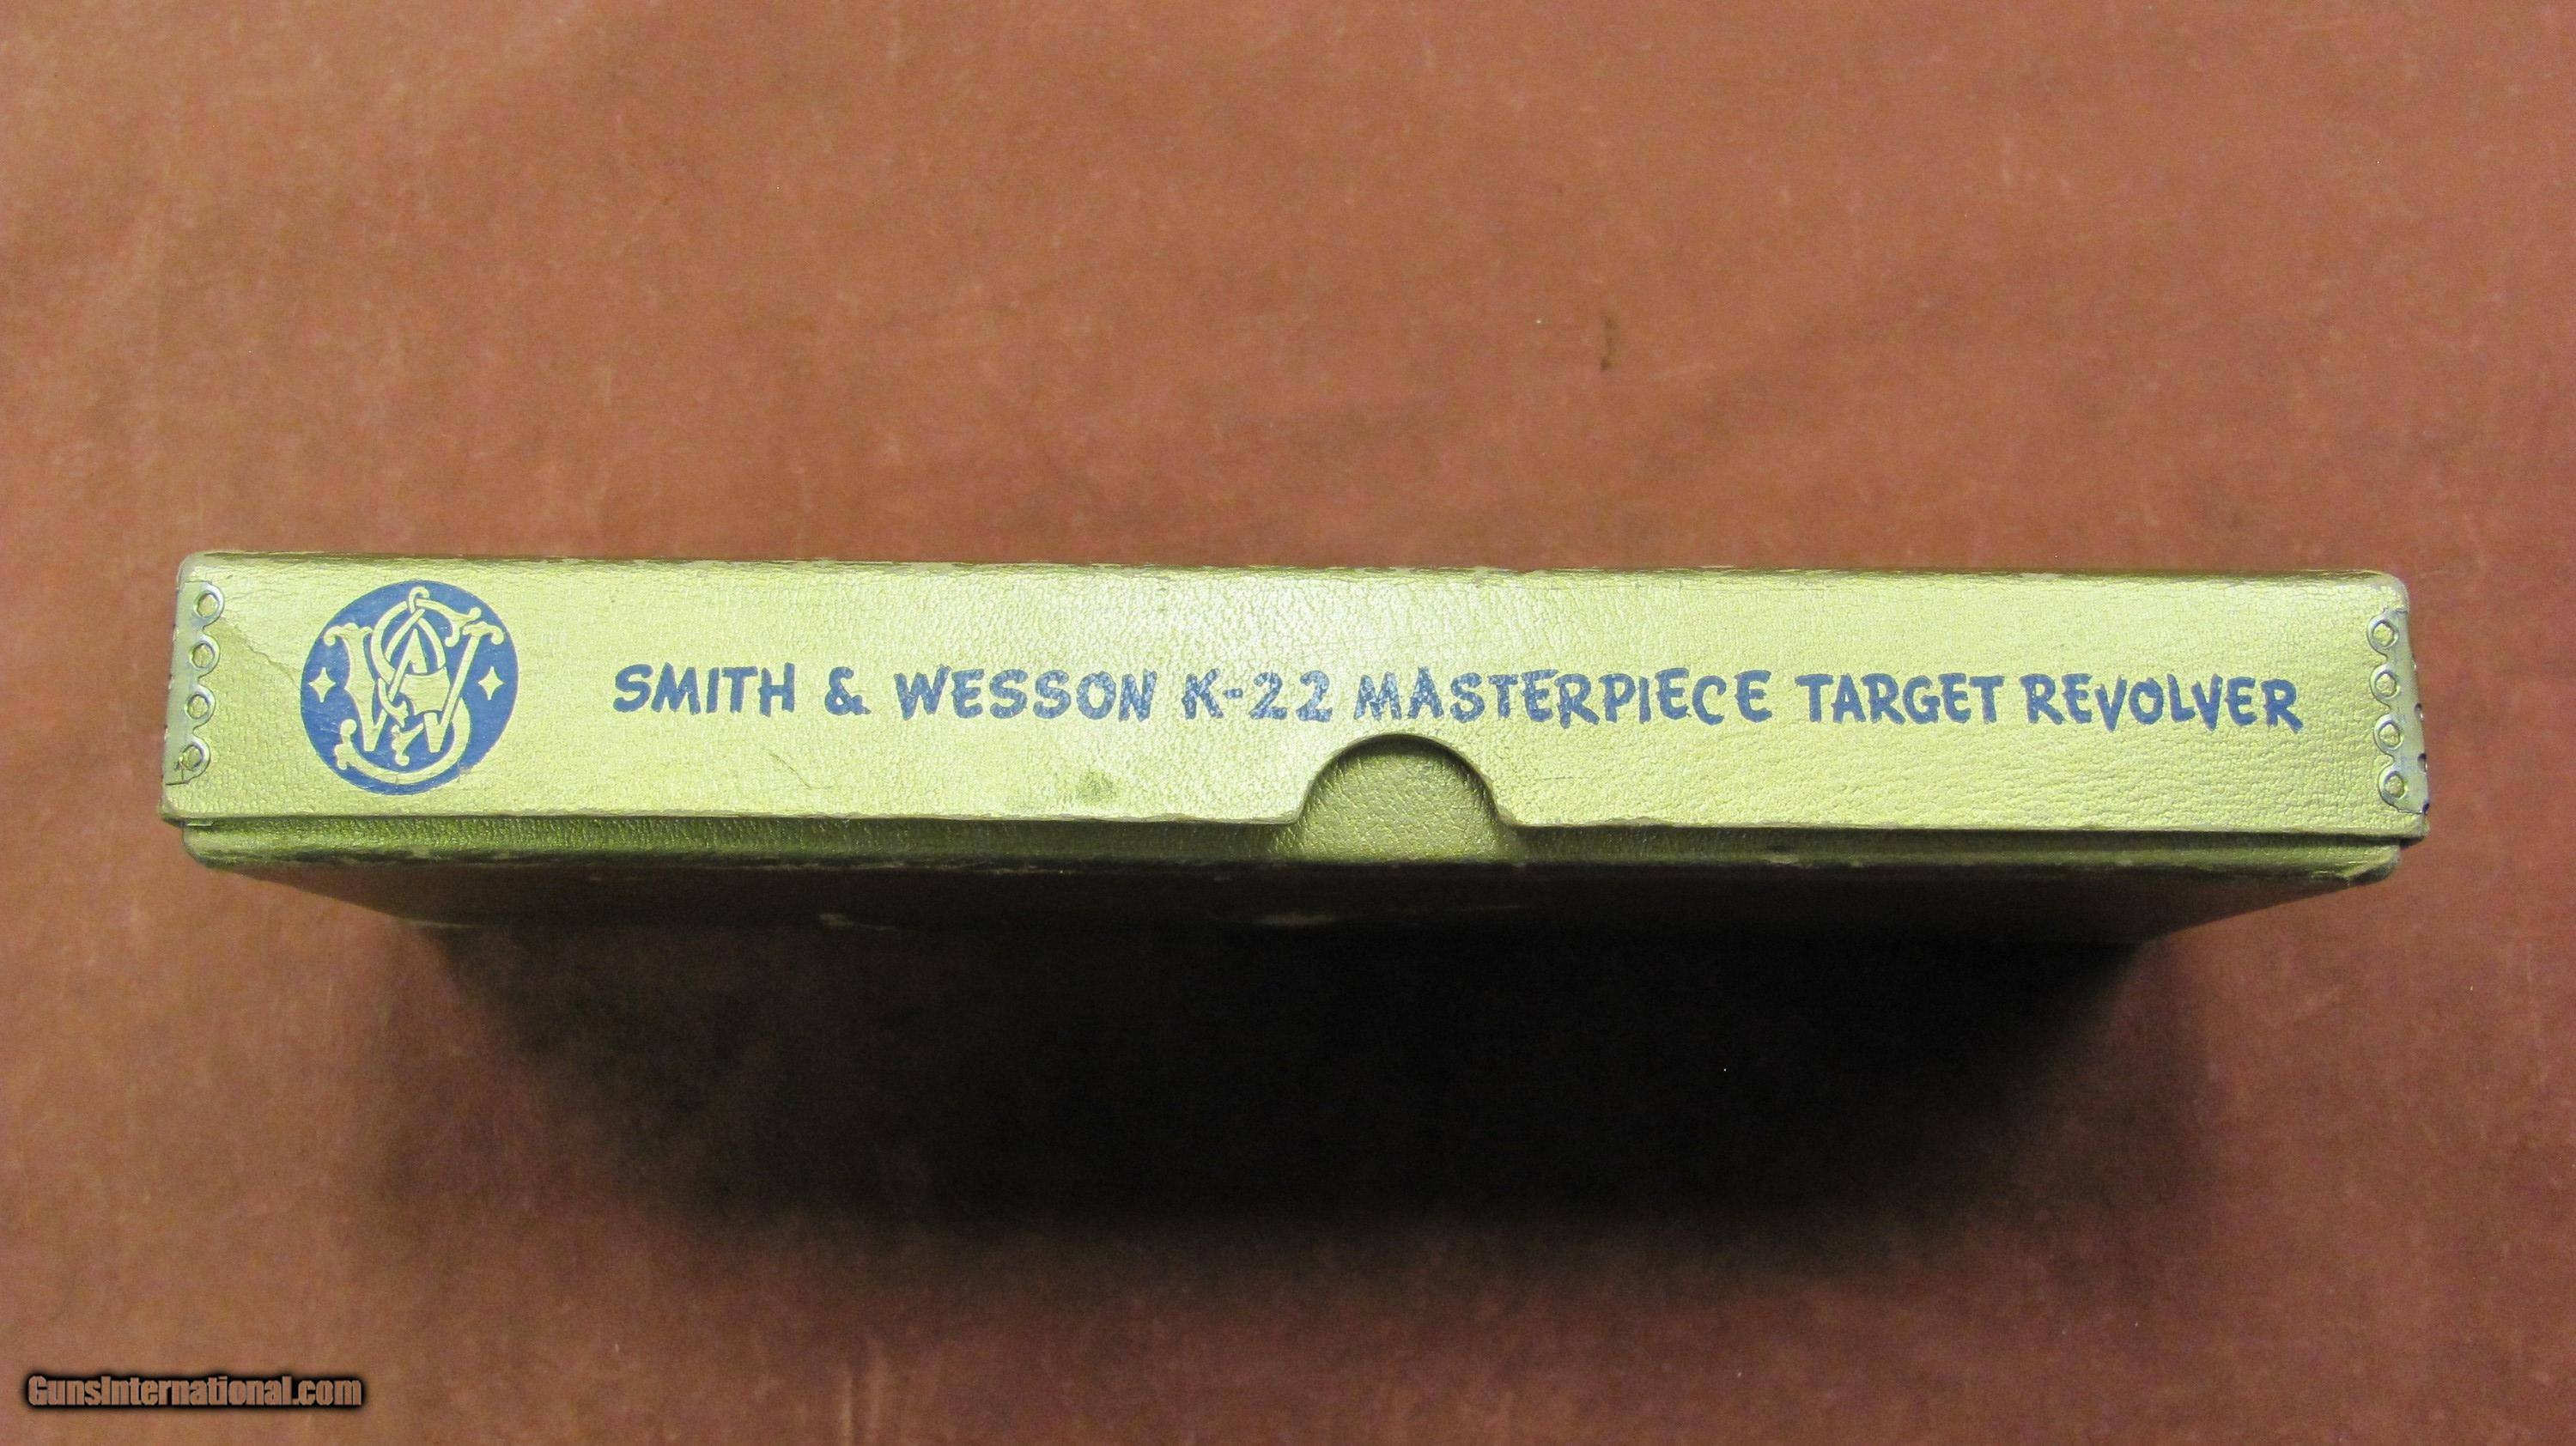 SMITH & WESSON K-22 MASTERPIECE TARGET REVOLVER
GunsInternational.com